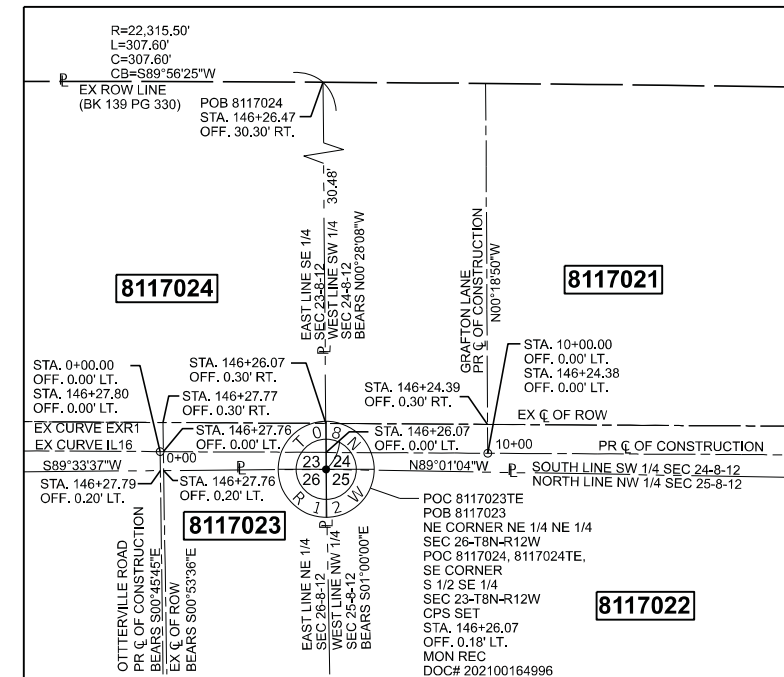 R=22,315.50'
L=307.60'
C=307.60'
CB=S89°56'25"W
EX ROW LINE
(BK 139 PG 330)
POB 8117024
STA. 146+26.47
OFF. 30.30' RT.
30.48'
EAST LINE SE 1/4
SEC 23-8-12
WEST LINE SW 1/4
SEC 24-8-12
BEARS N00°28'08"W
GRAFTON LANE
PR ℄ OF CONSTRUCTION
N00°18'50"W
8117024
8117021
STA. 0+00.00
OFF. 0.00' LT.
STA. 146+27.80
OFF. 0.00' LT.
STA. 146+26.07
OFF. 0.30' RT.
STA. 146+27.77
OFF. 0.30' RT.
STA. 146+24.39
OFF. 0.30' RT.
STA. 10+00.00
OFF. 0.00' LT.
STA. 146+24.38
OFF. 0.00' LT.
EX ℄ OF ROW
EX CURVE EXR1
EX CURVE IL16
STA. 146+27.76
OFF. 0.00' LT.
STA. 146+26.07
OFF. 0.00' LT.
10+00
PR ℄ OF CONSTRUCTION
0+00
T08N
23 24
26 25
R12W
S89°33'37"W
N89°01'04"W
SOUTH LINE SW 1/4 SEC 24-8-12
NORTH LINE NW 1/4 SEC 25-8-12
STA. 146+27.79
OFF. 0.20' LT.
STA. 146+27.76
OFF. 0.20' LT.
8117023
OTTTERVILLE ROAD
PR ℄ OF CONSTRUCTION
BEARS S00°45'45"E
EX ℄ OF ROW
BEARS S00°53'36"E
EAST LINE NE 1/4
SEC 26-8-12
WEST LINE NW 1/4
SEC 25-8-12
BEARS S01°00'00"E
POC 8117023TE
POB 8117023
NE CORNER NE 1/4 NE 1/4
SEC 26-T8N-R12W
POC 8117024, 8117024TE,
SE CORNER
S 1/2 SE 1/4
SEC 23-T8N-R12W
CPS SET
STA. 146+26.07
OFF. 0.18' LT.
MON REC
DOC# 202100164996
8117022